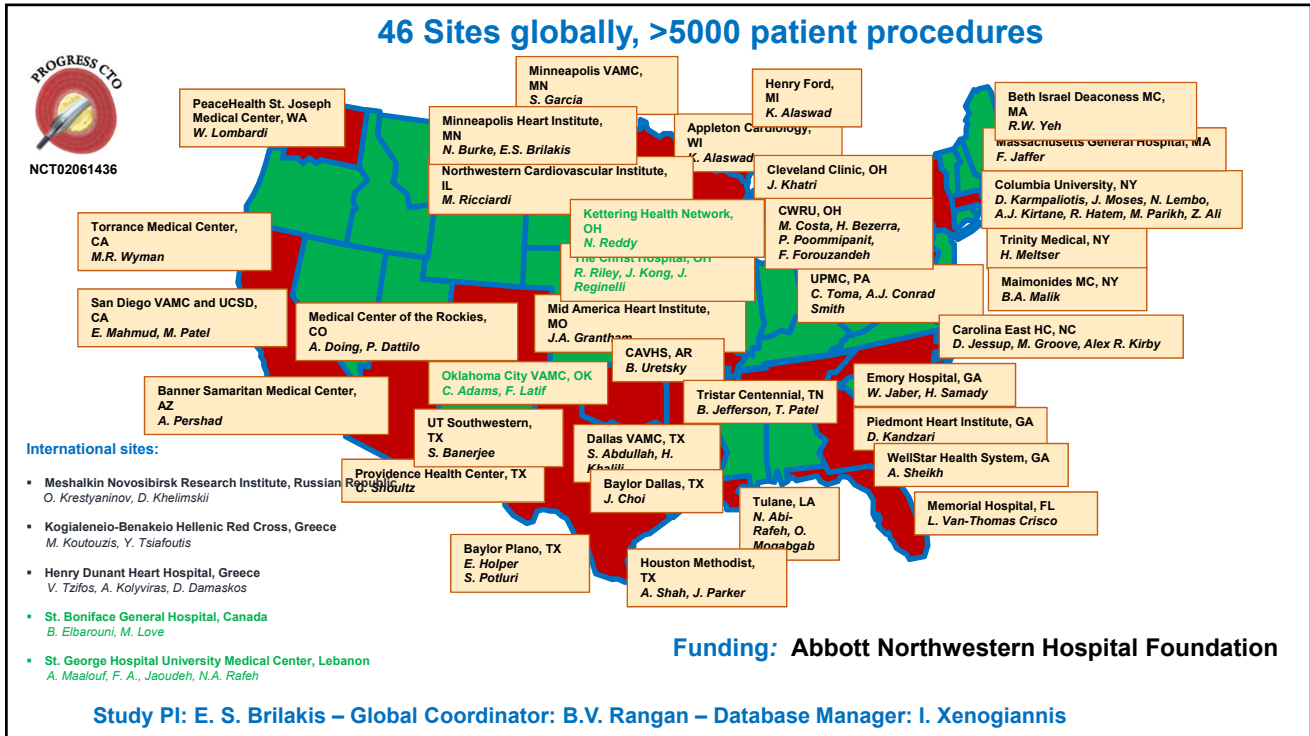 46 Sites globally, >5000 patient procedures
PROGRESS CTO
NCT02061436
PeaceHealth St. Joseph
Medical Center, WA
W. Lombardi
Minneapolis VAMC,
MN
S. Garcia
Minneapolis Heart Institute,
MN
N. Burke, E.S. Brilakis
Northwestern Cardiovascular Institute,
IL
M. Ricciardi
Appleton Cardiology,
WI
K. Alaswad
Henry Ford,
MI
K. Alaswad
Cleveland Clinic, OH
J. Khatri
Beth Israel Deaconess MC,
MA
R.W. Yeh
Massachusetts General Hospital, MA
F. Jaffer
Columbia University, NY
D. Karmpaliotis, J. Moses, N. Lembo,
A.J. Kirtane, R. Hatem, M. Parikh, Z. Ali
Kettering Health Network,
OH
N. Reddy
The Christ Hospital, OH
R. Riley, J. Kong, J.
Reginelli
CWRU, OH
M. Costa, H. Bezerra,
P. Poommipanit,
F. Forouzandeh
Trinity Medical, NY
H. Meltser
Maimonides MC, NY
B.A. Malik
UPMC, PA
C. Toma, A.J. Conrad
Smith
Torrance Medical Center,
CA
M.R. Wyman
San Diego VAMC and UCSD,
CA
E. Mahmud, M. Patel
Medical Center of the Rockies,
CO
A. Doing, P. Dattilo
Mid America Heart Institute,
MO
J.A. Grantham
CAVHS, AR
B. Uretsky
Carolina East HC, NC
D. Jessup, M. Groove, Alex R. Kirby
Banner Samaritan Medical Center,
AZ
A. Pershad
Oklahoma City VAMC, OK
C. Adams, F. Latif
Tristar Centennial, TN
B. Jefferson, T. Patel
Emory Hospital, GA
W. Jaber, H. Samady
Piedmont Heart Institute, GA
D. Kandzari
WellStar Health System, GA
A. Sheikh
UT Southwestern,
TX
S. Banerjee
Dallas VAMC, TX
S. Abdullah, H.
Khalili
Providence Health Center, TX
C. Shoultz
Baylor Dallas, TX
J. Choi
Tulane, LA
N. Abi-
Rafeh, O.
Mogabgab
Memorial Hospital, FL
L. Van-Thomas Crisco
Baylor Plano, TX
E. Holper
S. Potluri
Houston Methodist,
TX
A. Shah, J. Parker
International sites:
▪ Meshalkin Novosibirsk Research Institute, Russian Republic
O. Krestyaninov, D. Khelimskii
▪ Kogialeneio-Benakeio Hellenic Red Cross, Greece
M. Koutouzis, Y. Tsiafoutis
▪ Henry Dunant Heart Hospital, Greece
V. Tzifos, A. Kolyviras, D. Damaskos
▪ St. Boniface General Hospital, Canada
B. Elbarouni, M. Love
▪ St. George Hospital University Medical Center, Lebanon
A. Maalouf, F. A., Jaoudeh, N.A. Rafeh
Funding: Abbott Northwestern Hospital Foundation
Study PI: E. S. Brilakis – Global Coordinator: B.V. Rangan – Database Manager: I. Xenogiannis